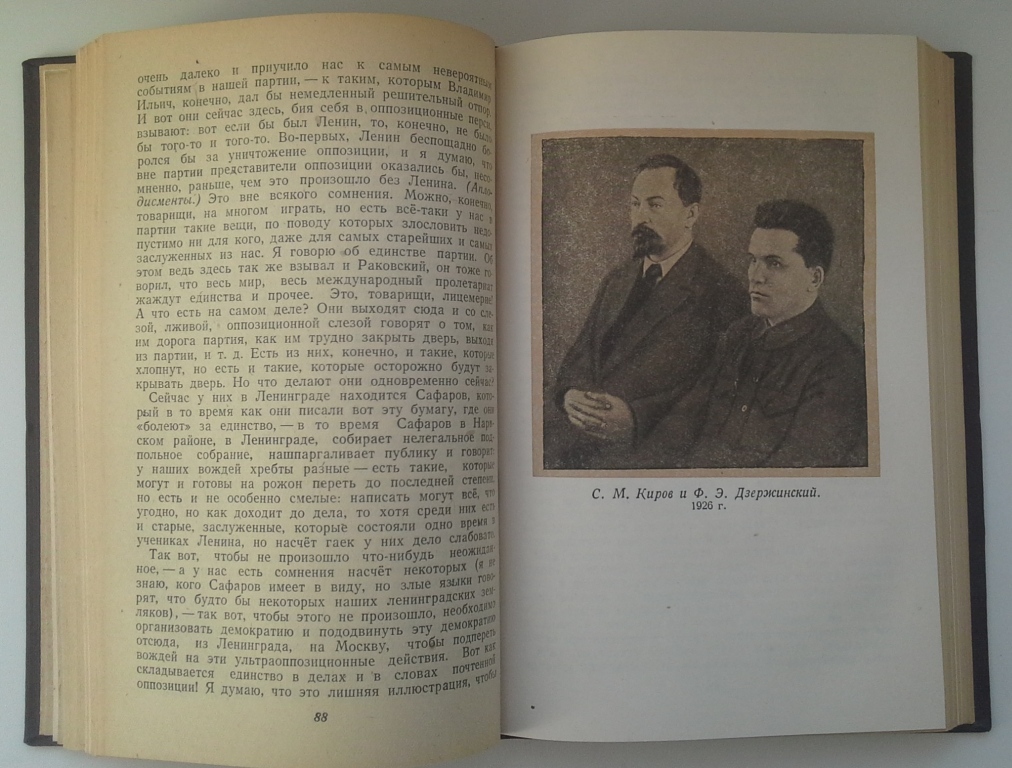 очень далеко и приучило нас к самым невероятным
событиям в нашей партии, — к таким, которым Владимир
Ильич, конечно, дал бы немедленный решительный отпор.
И вот они сейчас здесь, бия себя в оппозиционные перси,
взывают: вот если бы был Ленин, то, конечно, не было
бы того-то и того-то. Во-первых, Ленин беспощадно бо-
ролся бы за уничтожение оппозиции, и я думаю, что
вне партии представители оппозиции оказались бы, несо-
мненно, раньше, чем это произошло без Ленина. (Апло-
дисменты.) Это вне всякого сомнения. Можно, конечно,
товарищи, на многом играть, но есть всё-таки у нас в
партии такие вещи, по поводу которых злословить недо-
пустимо ни для кого, даже для самых старейших и самых
заслуженных из нас. Я говорю об единстве партии. Об
этом ведь здесь так же взывал и Раковский, он тоже го-
ворил, что весь мир, весь международный пролетариат
жаждут единства и прочее. Это, товарищи, лицемерие!
А что есть на самом деле? Они выходят сюда и со сле-
зой, лживой, оппозиционной слезой говорят о том, как
им дорога партия, как им трудно закрыть дверь, выходя
из партии, и т. д. Есть из них, конечно, и такие, которые
хлопнут, но есть и такие, которые осторожно будут за-
крывать дверь. Но что делают они одновременно сейчас?
Сейчас у них в Ленинграде находится Сафаров, кото-
рый в то время как они писали вот эту бумагу, где они
«болеют» за единство, — в то время Сафаров в Нарв-
ском районе, в Ленинграде, собирает нелегальное под-
польное собрание, нашпаргаливает публику и говорит:
у наших вождей хребты разные — есть такие, которые
могут и готовы на рожон переть до последней степени,
но есть и не особенно смелые: написать могут всё, что
угодно, но как доходит до дела, то хотя среди них есть
и старые, заслуженные, которые состояли одно время в
учениках Ленина, но насчёт гаек у них дело слабовато.
Так вот, чтобы не произошло что-нибудь неожидан-
ное, — а у нас есть сомнения насчёт некоторых (я не
знаю, кого Сафаров имеет в виду, но злые языки гово-
рят, что будто бы некоторых наших ленинградских зем-
ляков), — так вот, чтобы этого не произошло, необходимо
организовать демократию и пододвинуть эту демократию
отсюда, из Ленинграда, на Москву, чтобы подпереть
вождей на эти ультраоппозиционные действия. Вот как
складывается единство в делах и в словах почтенной
оппозиции! Я думаю, что это лишняя иллюстрация, чтобы
88
С. М. Киров и Ф. Э. Дзержинский.
1926 г.